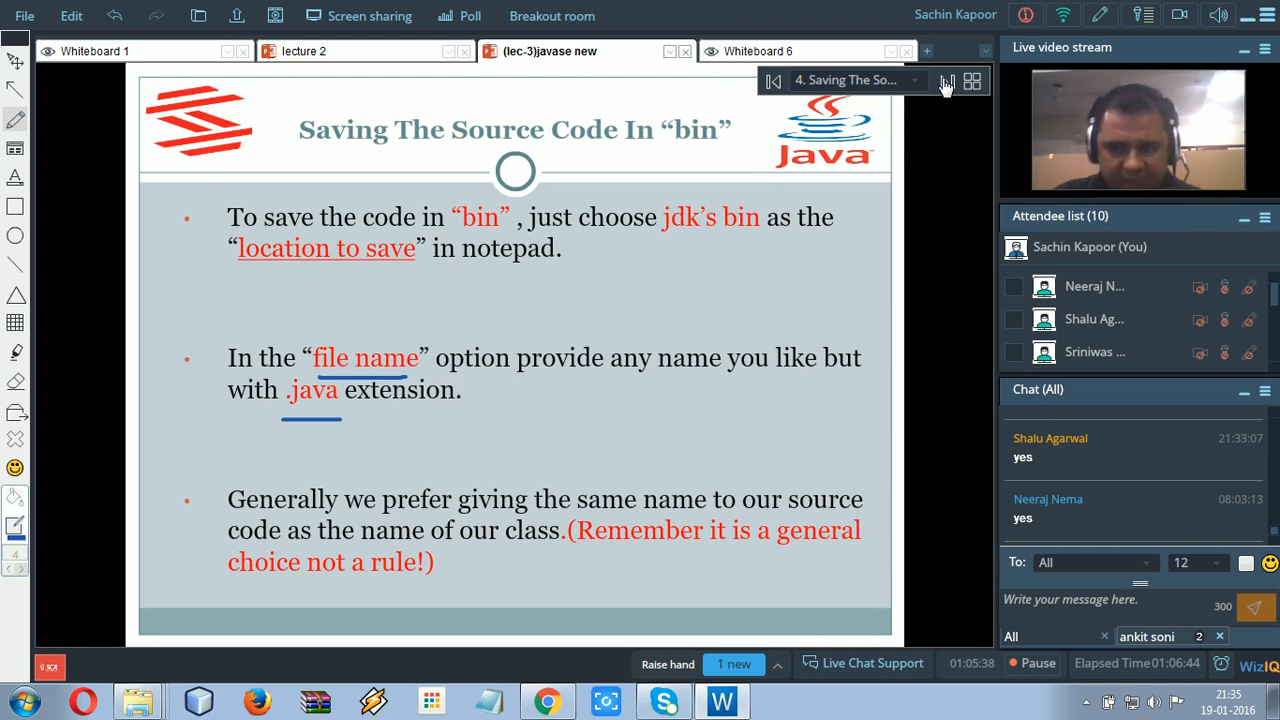 File Edit Screen sharing Poll Breakout room Sachin Kapoor
Whiteboard 1 lecture 2 (lec-3)javase new Whiteboard 6
Live video stream
4. Saving The So...
Saving The Source Code In “bin”
Java
To save the code in “bin” , just choose jdk’s bin as the
“location to save” in notepad.
In the “file name” option provide any name you like but
with .java extension.
Generally we prefer giving the same name to our source
code as the name of our class.(Remember it is a general
choice not a rule!)
Attendee list (10)
Sachin Kapoor (You)
Neeraj N...
Shalu Ag...
Sriniwas ...
Chat (All)
Shalu Agarwal 21:33:07
yes
Neeraj Nema 08:03:13
yes
To: All 12
Write your message here.
300
All ankit soni 2
4
SCA
Raise hand 1 new Live Chat Support 01:05:38 Pause Elapsed Time 01:06:44 WizIQ
W
21:35
19-01-2016